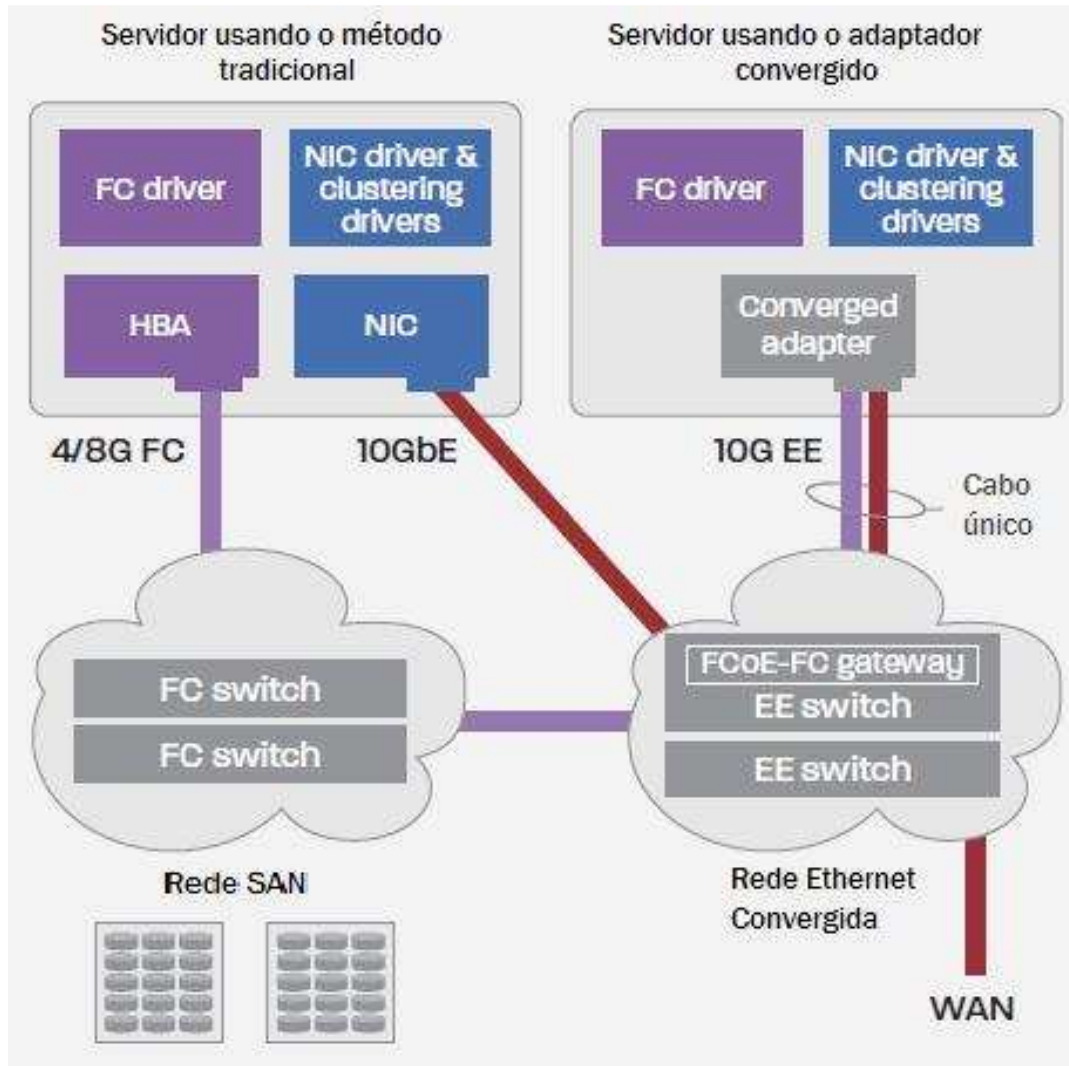 Servidor usando o método
tradicional
Servidor usando o adaptador
convergido
FC driver
NIC driver &
clustering
drivers
FC driver
NIC driver &
clustering
drivers
HBA
NIC
Converged
adapter
4/8G FC
10GbE
10G EE
Cabo
único
FC switch
FC switch
FCoE-FC gateway
EE switch
EE switch
Rede SAN
Rede Ethernet
Convergida
WAN